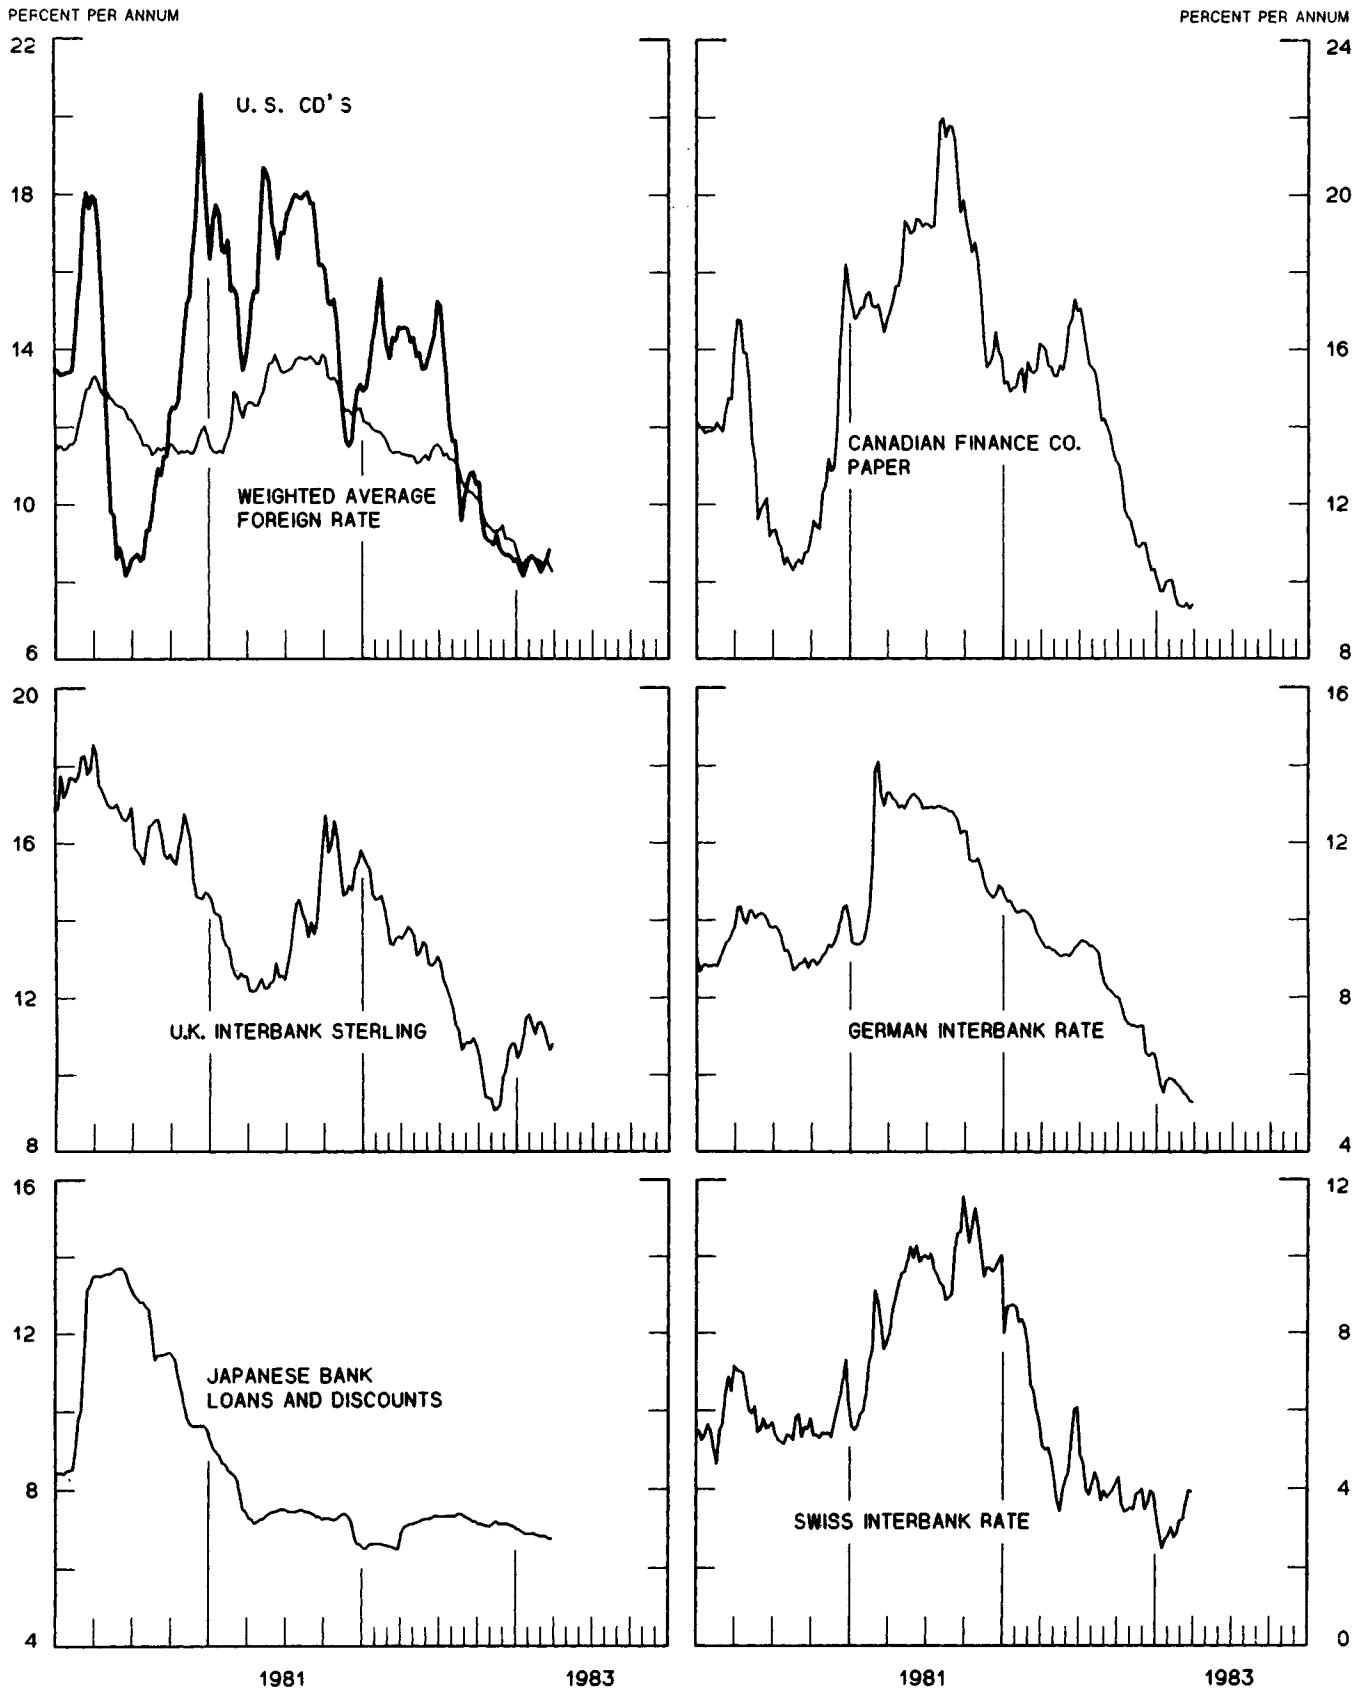 PERCENT PER ANNUM
PERCENT PER ANNUM
22
18
14
10
6
U. S. CD'S
WEIGHTED AVERAGE
FOREIGN RATE
24
20
16
12
8
CANADIAN FINANCE CO.
PAPER
20
16
12
8
U.K. INTERBANK STERLING
16
12
8
4
GERMAN INTERBANK RATE
16
12
8
4
JAPANESE BANK
LOANS AND DISCOUNTS
12
8
4
0
SWISS INTERBANK RATE
1981
1983
1981
1983